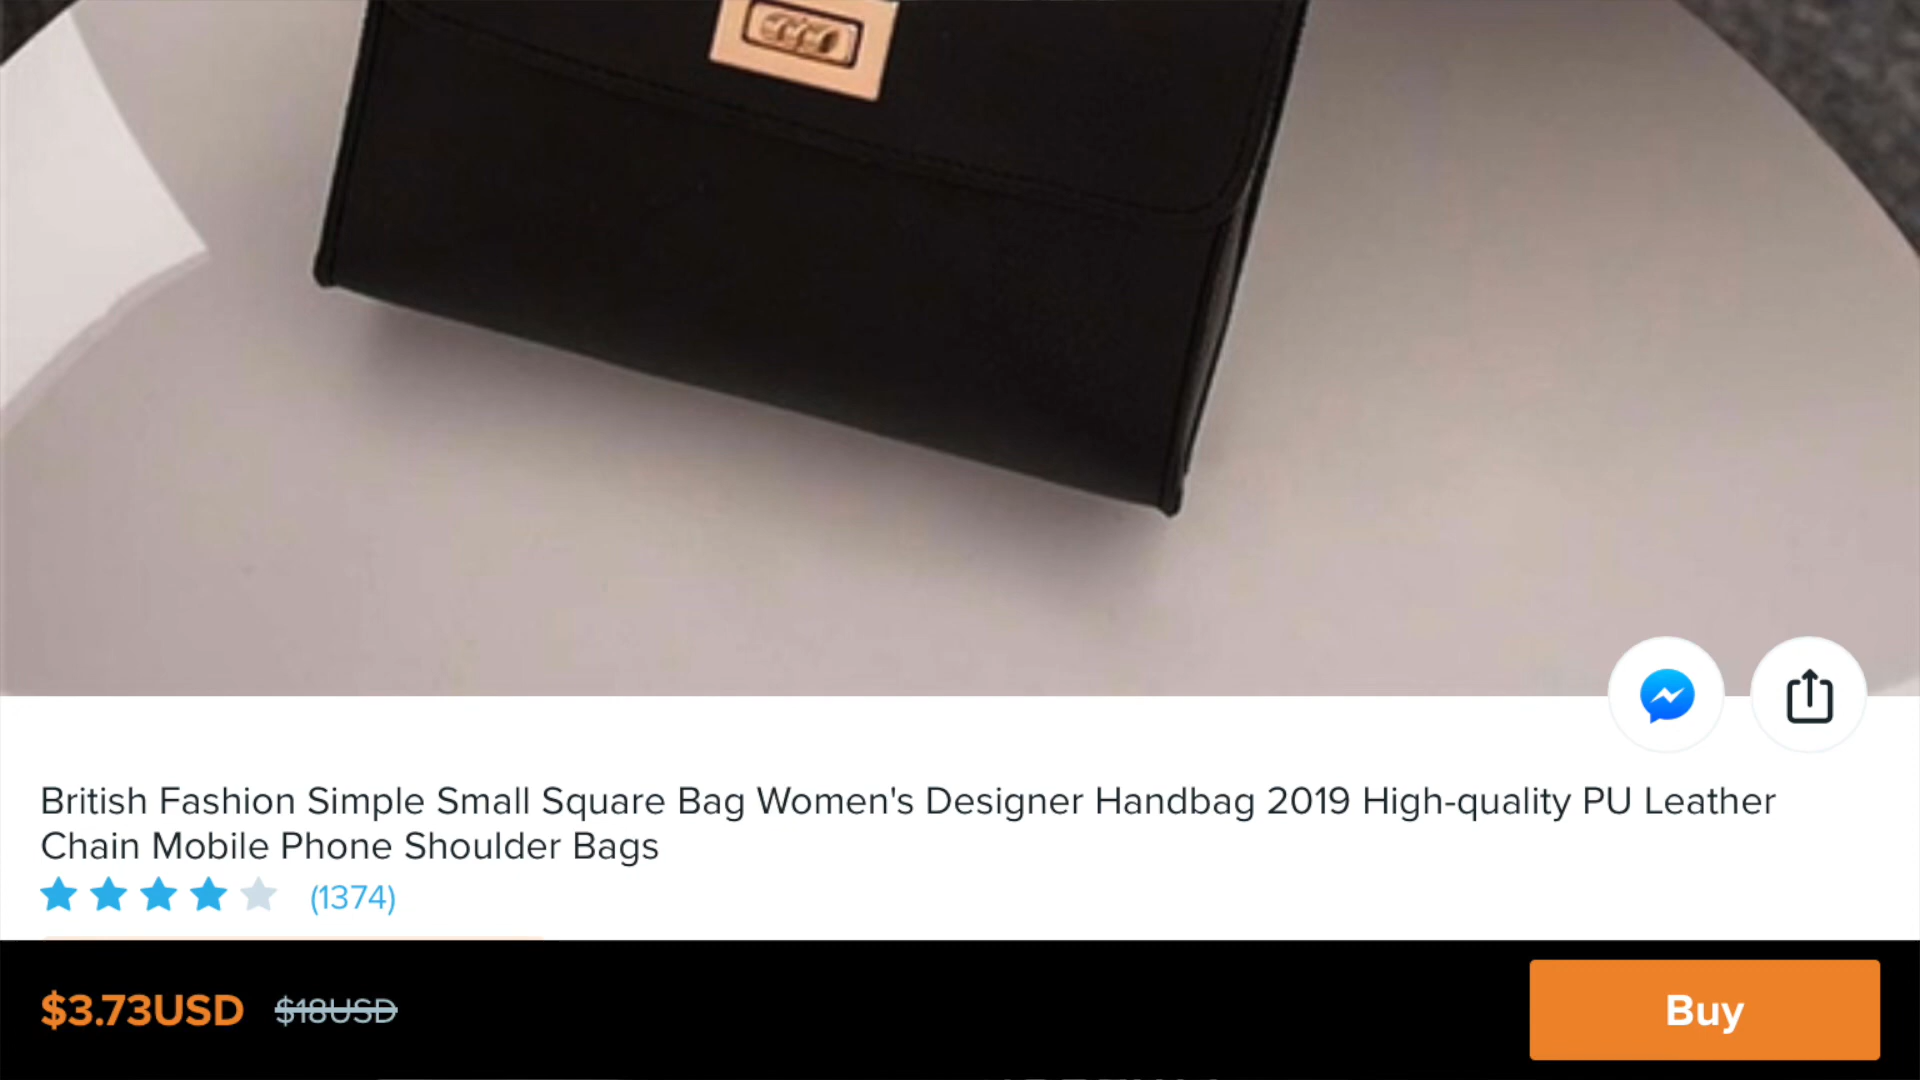 British Fashion Simple Small Square Bag Women's Designer Handbag 2019 High-quality PU Leather
Chain Mobile Phone Shoulder Bags
(1374)
$3.73USD $18USD
Buy